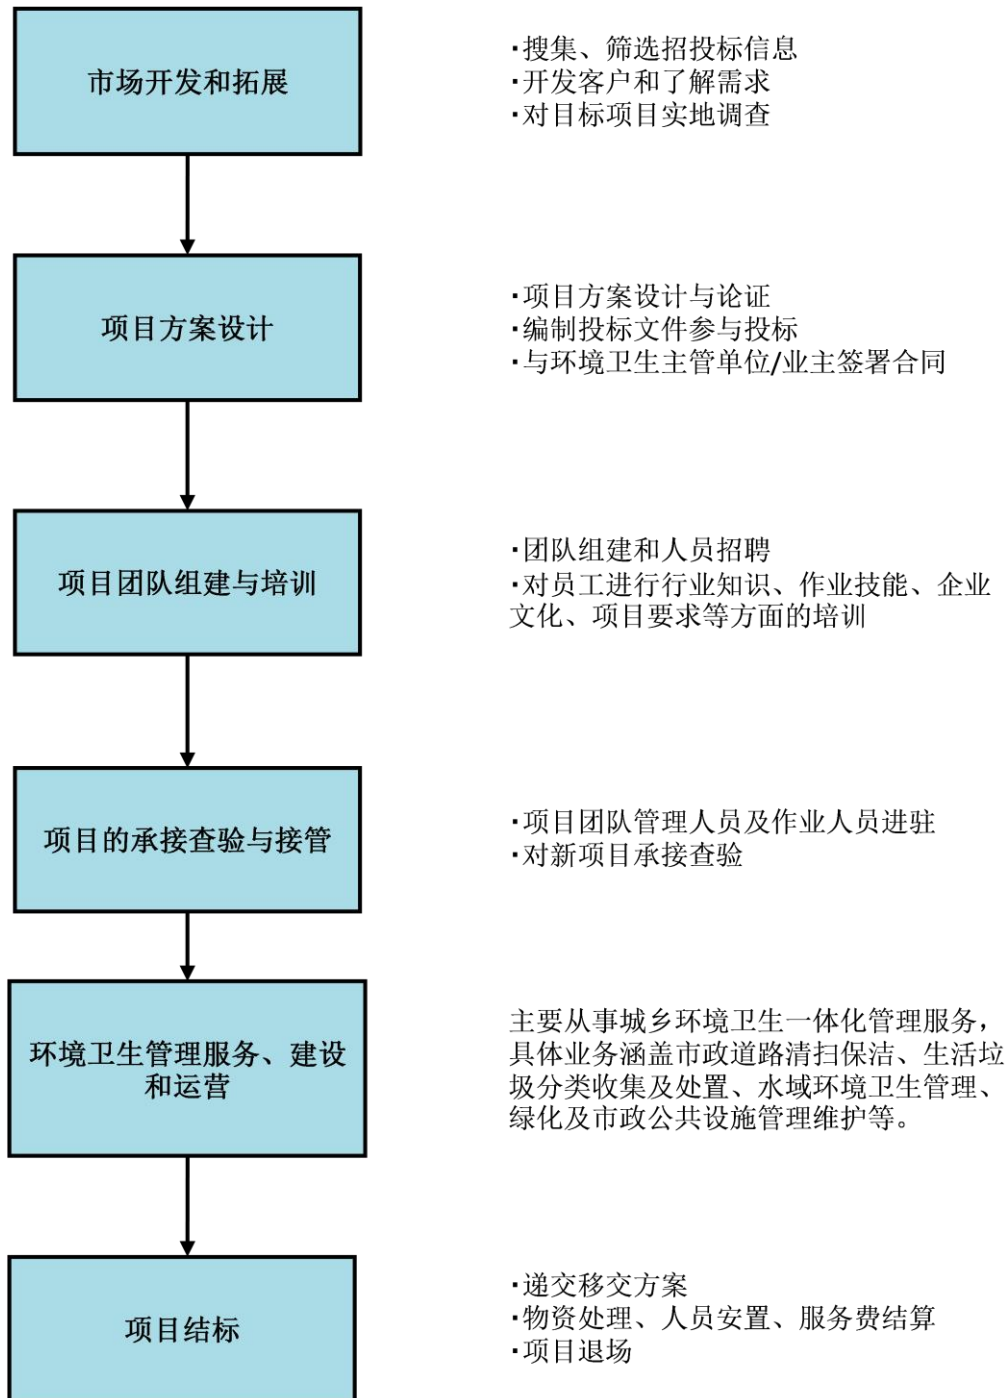 市场开发和拓展
·搜集、筛选招投标信息
·开发客户和了解需求
·对目标项目实地调查
项目方案设计
·项目方案设计与论证
·编制投标文件参与投标
·与环境卫生主管单位/业主签署合同
项目团队组建与培训
·团队组建和人员招聘
·对员工进行行业知识、作业技能、企业
文化、项目要求等方面的培训
项目的承接查验与接管
·项目团队管理人员及作业人员进驻
·对新项目承接查验
环境卫生管理服务、建设
和运营
主要从事城乡环境卫生一体化管理服务，
具体业务涵盖市政道路清扫保洁、生活垃
圾分类收集及处置、水域环境卫生管理、
绿化及市政公共设施管理维护等。
项目结标
·递交移交方案
·物资处理、人员安置、服务费结算
·项目退场